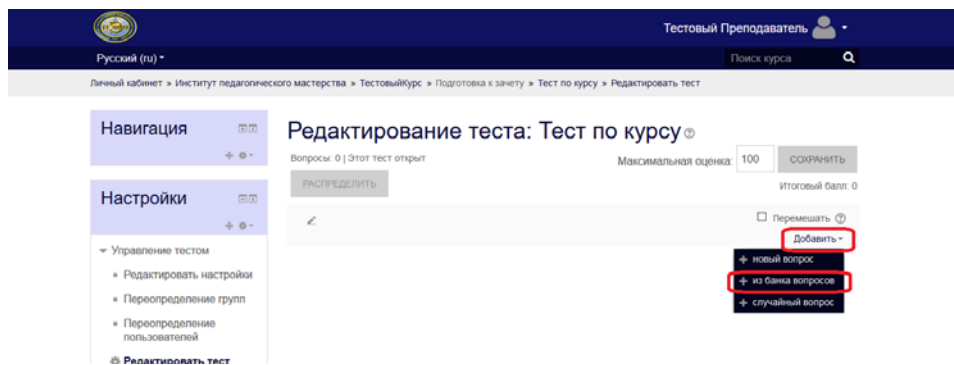 Тестовый Преподаватель
Русский (ru)
Поиск курса
Личный кабинет » Институт педагогического мастерства » ТестовыйКурс » Подготовка к зачету » Тест по курсу » Редактировать тест
Навигация
Редактирование теста: Тест по курсу
Вопросы: 0 | Этот тест открыт
Максимальная оценка: 100 СОХРАНИТЬ
РАСПРЕДЕЛИТЬ
Итоговый балл: 0
Настройки
Перемешать
Добавить
Управление тестом
+ новый вопрос
Редактировать настройки
+ из банка вопросов
Переопределение групп
+ случайный вопрос
Переопределение
пользователей
Редактировать тест